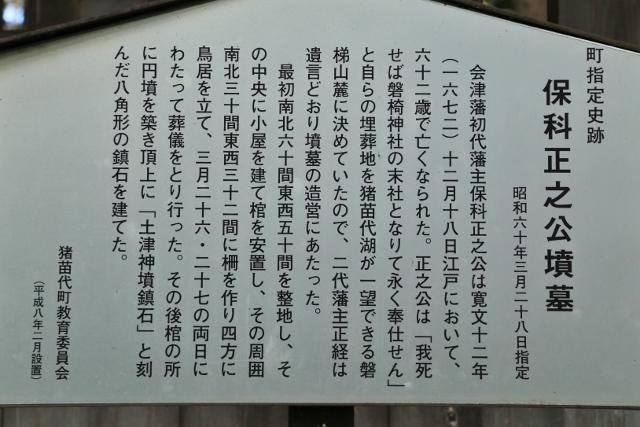 町指定史跡
保科正之公墳墓
昭和六十年三月二十八日指定
会津藩初代藩主保科正之公は寛文十二年
(一六七二)十二月十八日江戸において、
六十二歳で亡くなられた。正之公は「我死
せば磐椅神社の末社となりて永く奉仕せん」
と自らの埋葬地を猪苗代湖が一望できる磐
梯山麓に決めていたので、二代藩主正経は
遺言どおり墳墓の造営にあたった。
最初南北六十間東西五十間を整地し、そ
の中央に小屋を建て棺を安置し、その周囲
南北三十間東西三十二間に柵を作り四方に
鳥居を立て、三月二十六・二十七の両日に
わたって葬儀をとり行った。その後棺の所
に円墳を築き頂上に「土津神墳鎮石」と刻
んだ八角形の鎮石を建てた。
猪苗代町教育委員会
(平成八年二月設置)